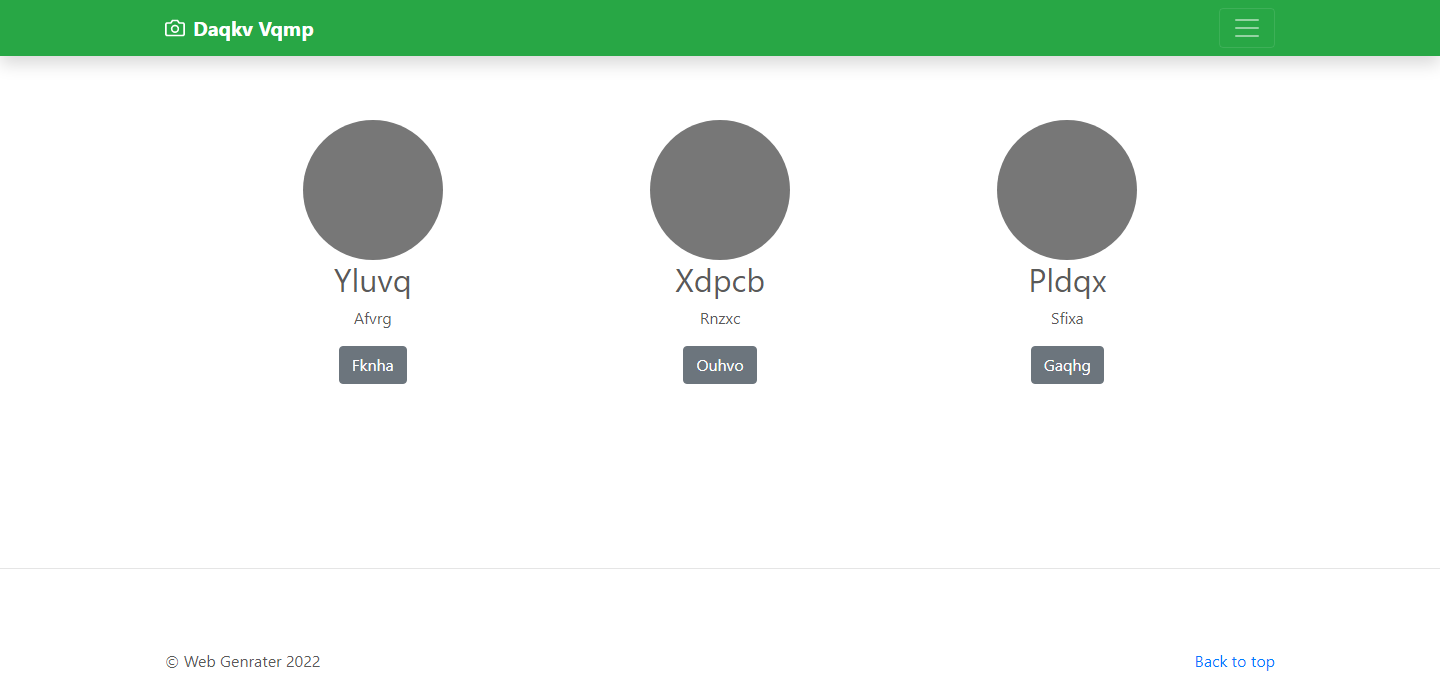 Daqkv Vqmp
Yluvq
Afvrg
Fknha
Xdpcb
Rnzxc
Ouhvo
Pldqx
Sfixa
Gaqhg
© Web Genrater 2022
Back to top